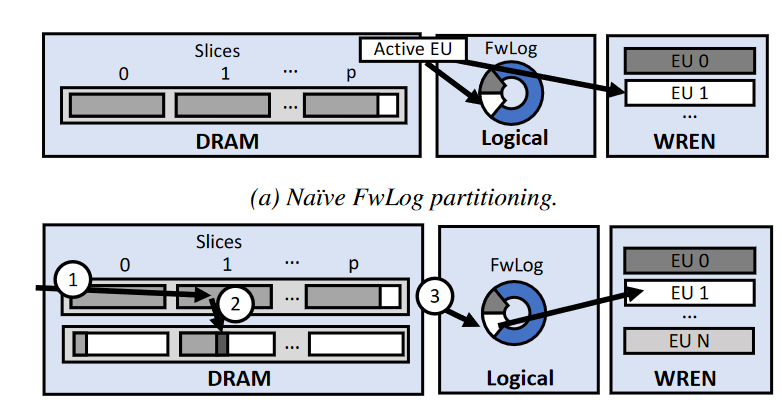 Slices
Active EU
FwLog
0 1 ... p
EU 0
EU 1
...
...
DRAM
Logical
WREN
(a) Naïve FwLog partitioning.
Slices
0 1 ... p
FwLog
EU 0
1
2
...
3
EU 1
...
...
EU N
DRAM
Logical
WREN